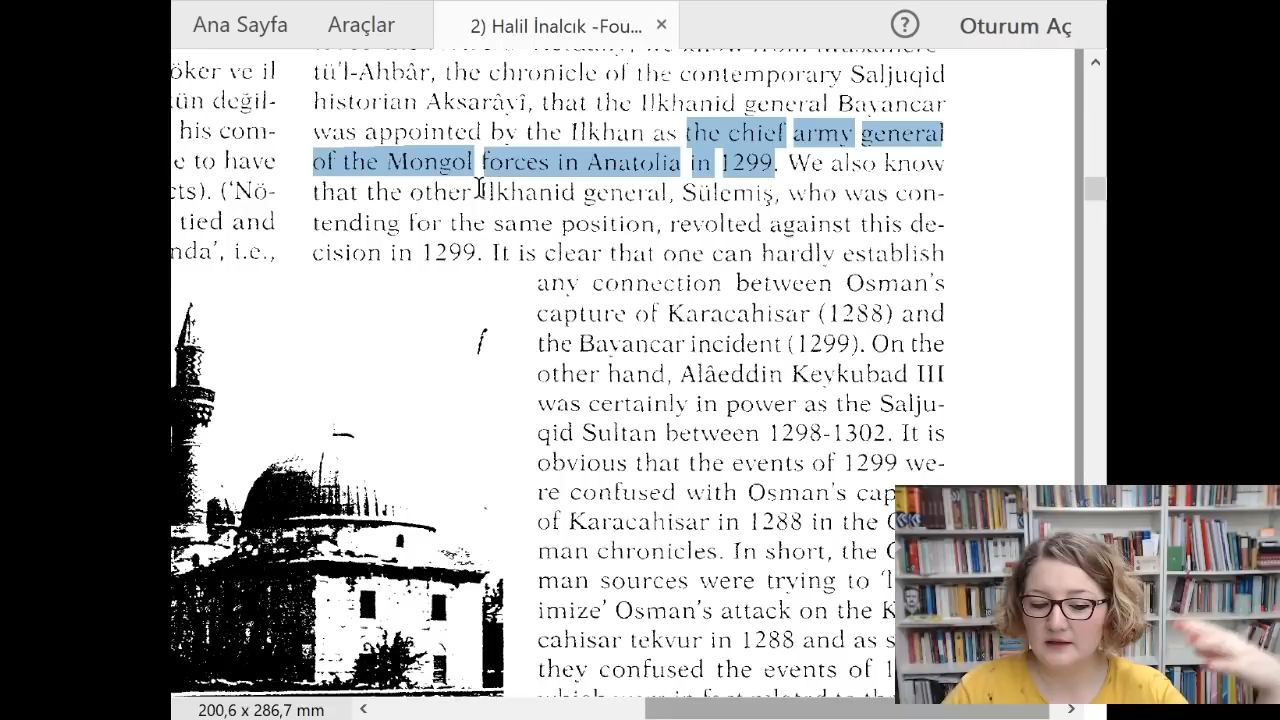 Ana Sayfa
Araçlar
2) Halil İnalcık -Fou...
Oturum Aç
öker ve il
ün değil-
his com-
e to have
cts). (‘Nö-
tied and
nda’, i.e.,
tü'l-Ahbâr, the chronicle of the contemporary Saljuqid
historian Aksarâyî, that the Ilkhanid general Bayancar
was appointed by the Ilkhan as the chief army general
of the Mongol forces in Anatolia in 1299. We also know
that the other Ilkhanid general, Sülemiş, who was con-
tending for the same position, revolted against this de-
cision in 1299. It is clear that one can hardly establish
any connection between Osman's
capture of Karacahisar (1288) and
the Bayancar incident (1299). On the
other hand, Alâeddin Keykubad III
was certainly in power as the Salju-
qid Sultan between 1298-1302. It is
obvious that the events of 1299 we-
re confused with Osman's cap
of Karacahisar in 1288 in the
man chronicles. In short, the
man sources were trying to
imize’ Osman's attack on the K
cahisar tekvur in 1288 and as s
they confused the events of
200,6 x 286,7 mm